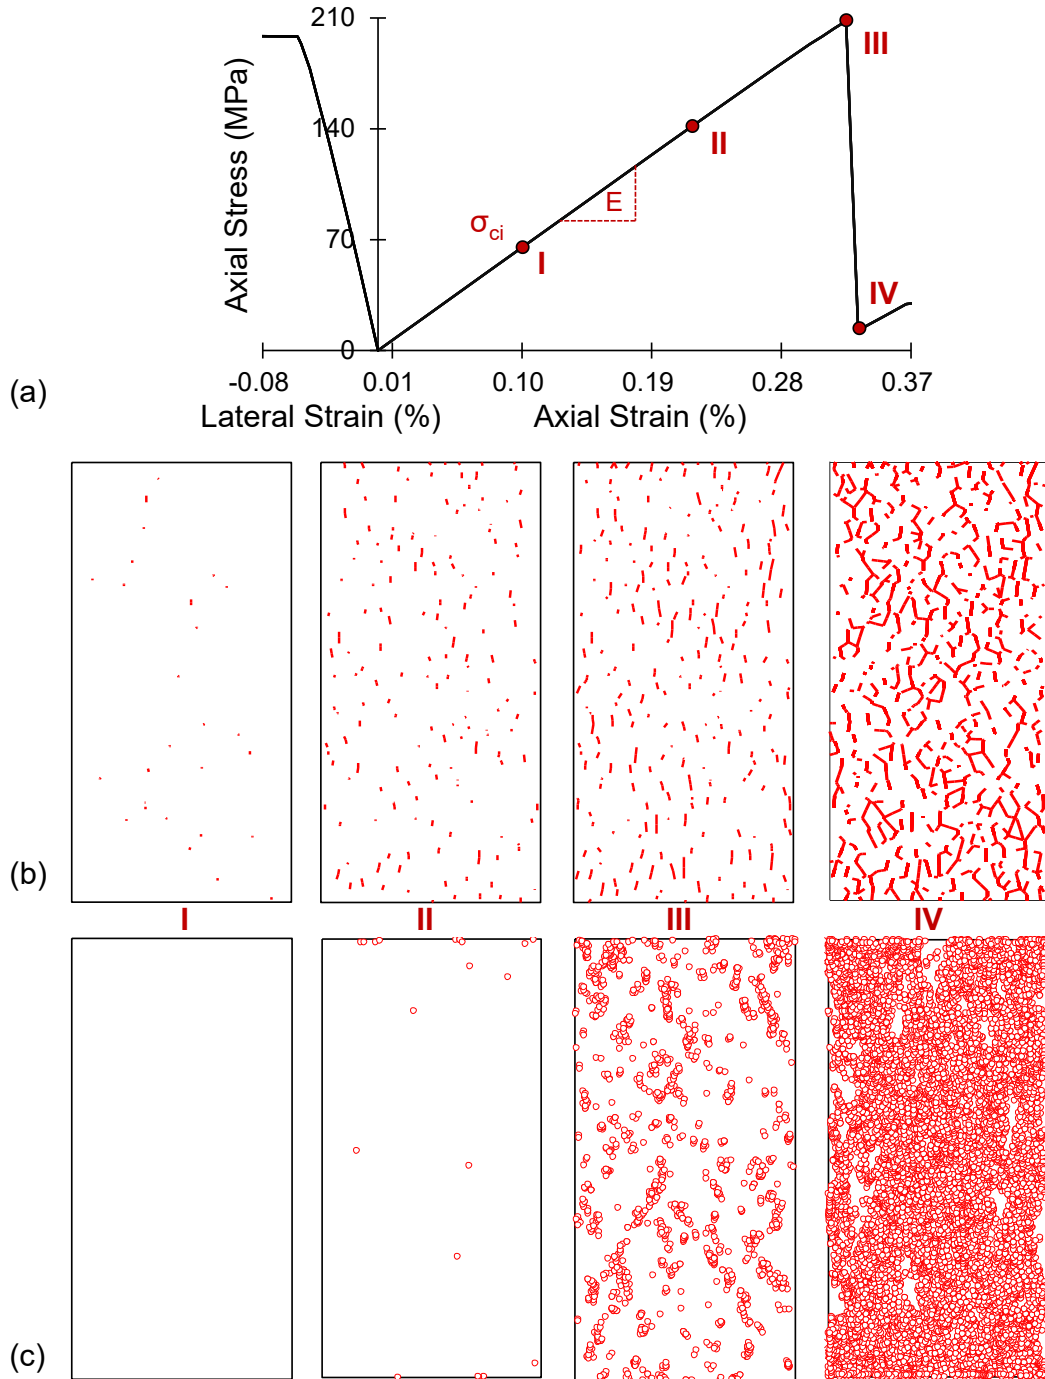 210
III
Axial Stress (MPa)
140
II
E
σci
70
I
IV
0
-0.08 0.01 0.10 0.19 0.28 0.37
(a)
Lateral Strain (%) Axial Strain (%)
(b)
I II III IV
(c)